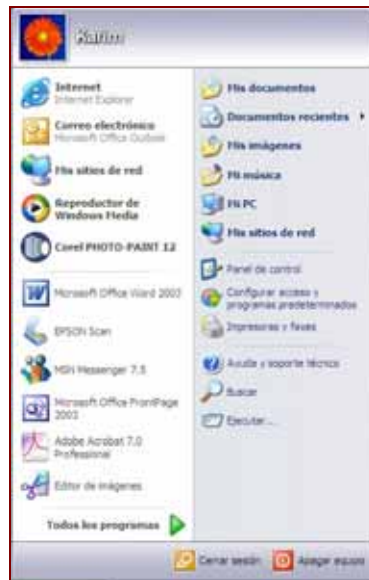 Karim
Internet
Internet Explorer
Correo electrónico
Microsoft Office Outlook
Mis sitios de red
Reproductor de
Windows Media
Corel PHOTO-PAINT 12
Microsoft Office Word 2003
EPSON Scan
MSN Messenger 7.5
Microsoft Office FrontPage
2003
Adobe Acrobat 7.0
Professional
Editor de imágenes
Todos los programas
Mis documentos
Documentos recientes
Mis imágenes
Mi música
Mi PC
Mis sitios de red
Panel de control
Configurar acceso y
programas predeterminados
Impresoras y faxes
Ayuda y soporte técnico
Buscar
Ejecutar...
Cerrar sesión
Apagar equipo